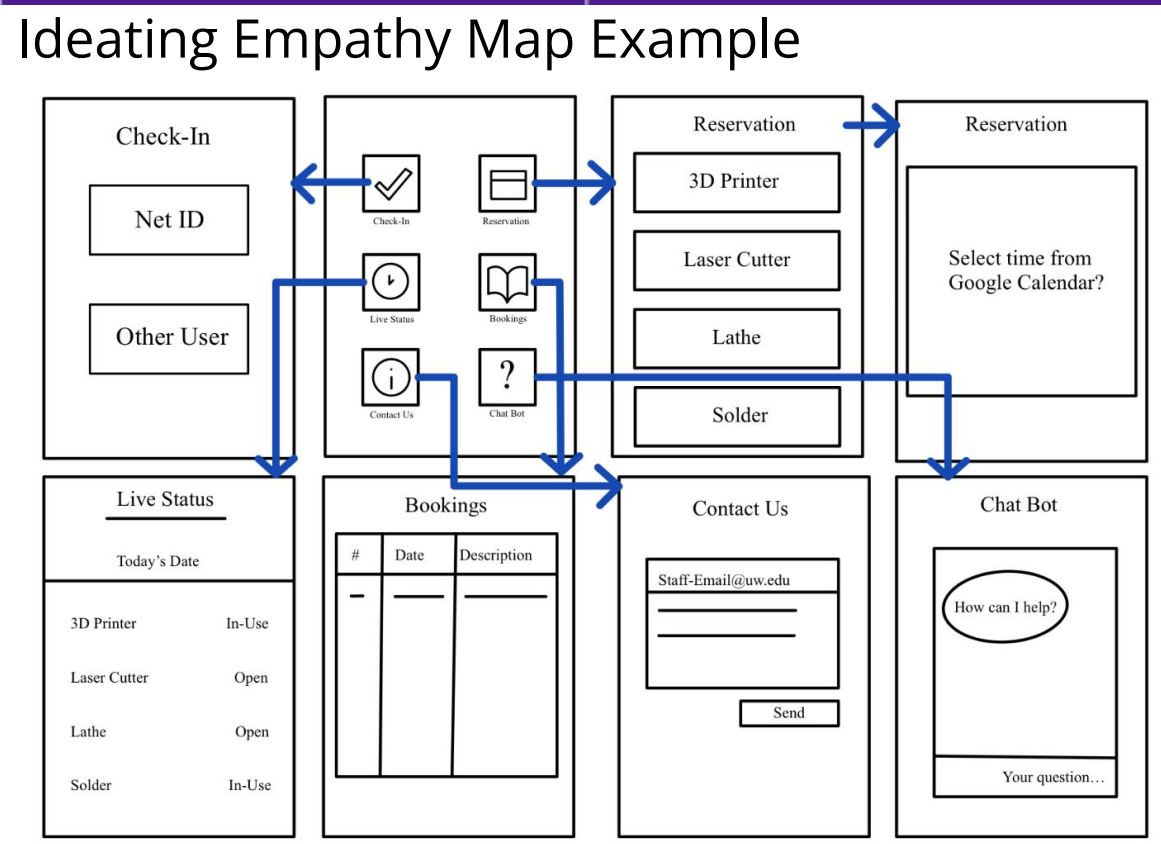 Ideating Empathy Map Example
Check-In
Net ID
Other User
Check-In
Reservation
Live Status
Bookings
Contact Us
?
Chat Bot
Reservation
3D Printer
Laser Cutter
Lathe
Solder
Reservation
Select time from
Google Calendar?
Live Status
Today's Date
3D Printer In-Use
Laser Cutter Open
Lathe Open
Solder In-Use
Bookings
# Date Description
Contact Us
Staff-Email@uw.edu
Send
Chat Bot
How can I help?
Your question...